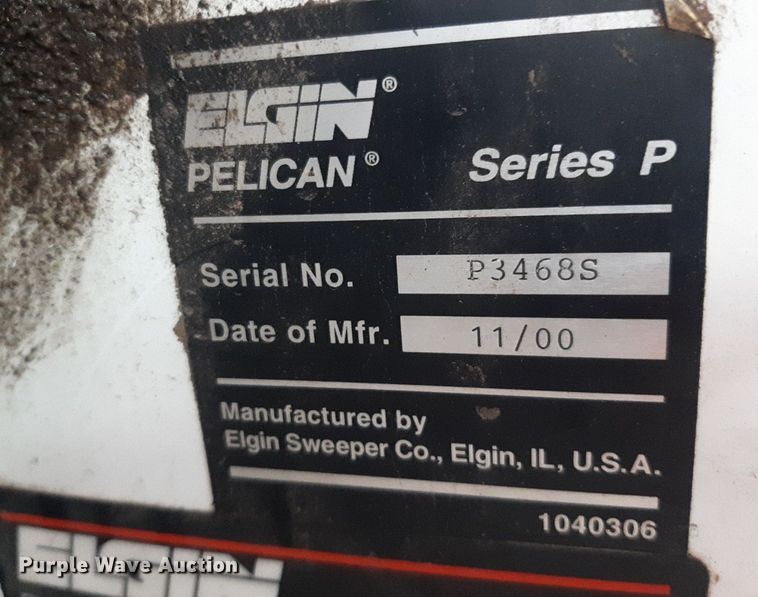 ELGIN®
PELICAN® Series P
Serial No. P3468S
Date of Mfr. 11/00
Manufactured by
Elgin Sweeper Co., Elgin, IL, U.S.A.
1040306
ELGIN
Purple Wave Auction